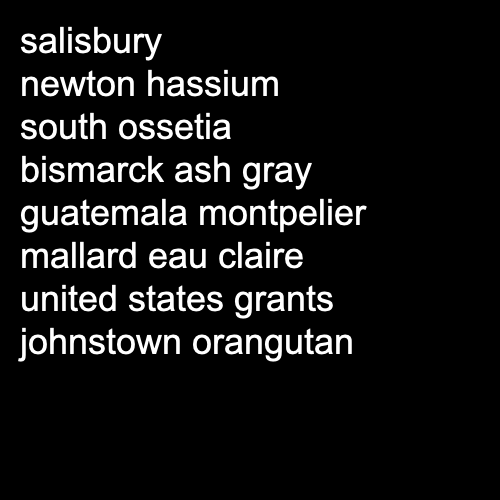 salisbury
newton hassium
south ossetia
bismarck ash gray
guatemala montpelier
mallard eau claire
united states grants
johnstown orangutan